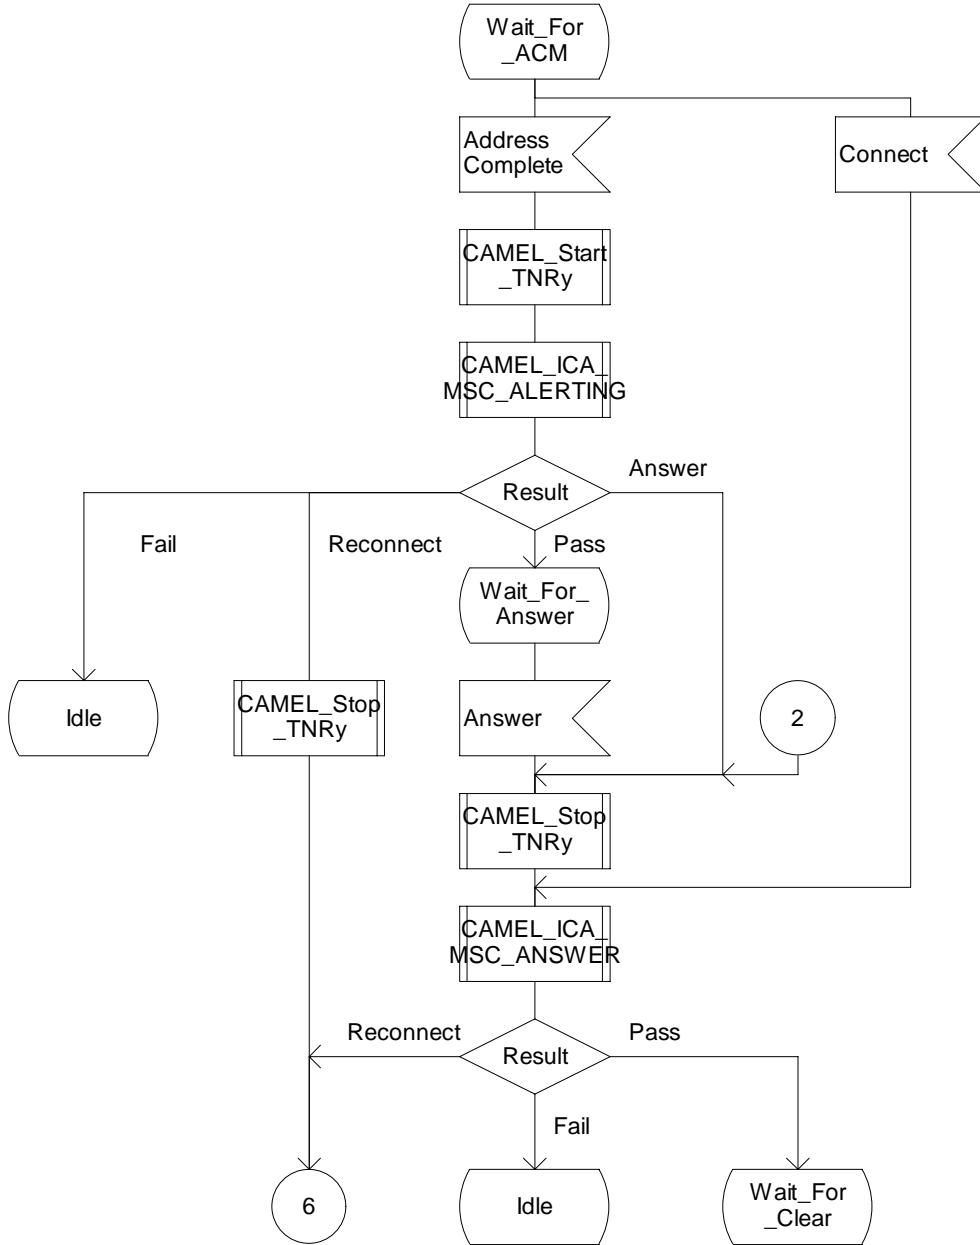 Wait_For
_ACM
Address
Complete
Connect
CAMEL_Start
_TNRy
CAMEL_ICA_
MSC_ALERTING
Answer
Result
Fail
Reconnect
Pass
Wait_For_
Answer
Idle
CAMEL_Stop
_TNRy
Answer
2
CAMEL_Stop
_TNRy
CAMEL_ICA_
MSC_ANSWER
Reconnect
Pass
Result
Fail
6
Idle
Wait_For
_Clear